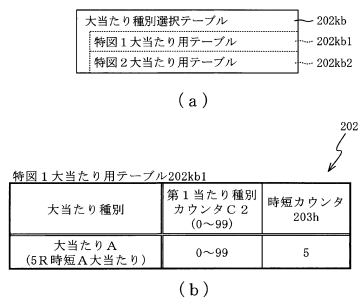 大当たり種別選択テーブル 202kb
特図1大当たり用テーブル 202kb1
特図2大当たり用テーブル 202kb2
(a)
202
特図1大当たり用テーブル202kb1
大当たり種別
第1当たり種別
カウンタC2
(0〜99)
時短カウンタ
203h
大当たりA
(5R時短A大当たり)
0〜99
5
(b)